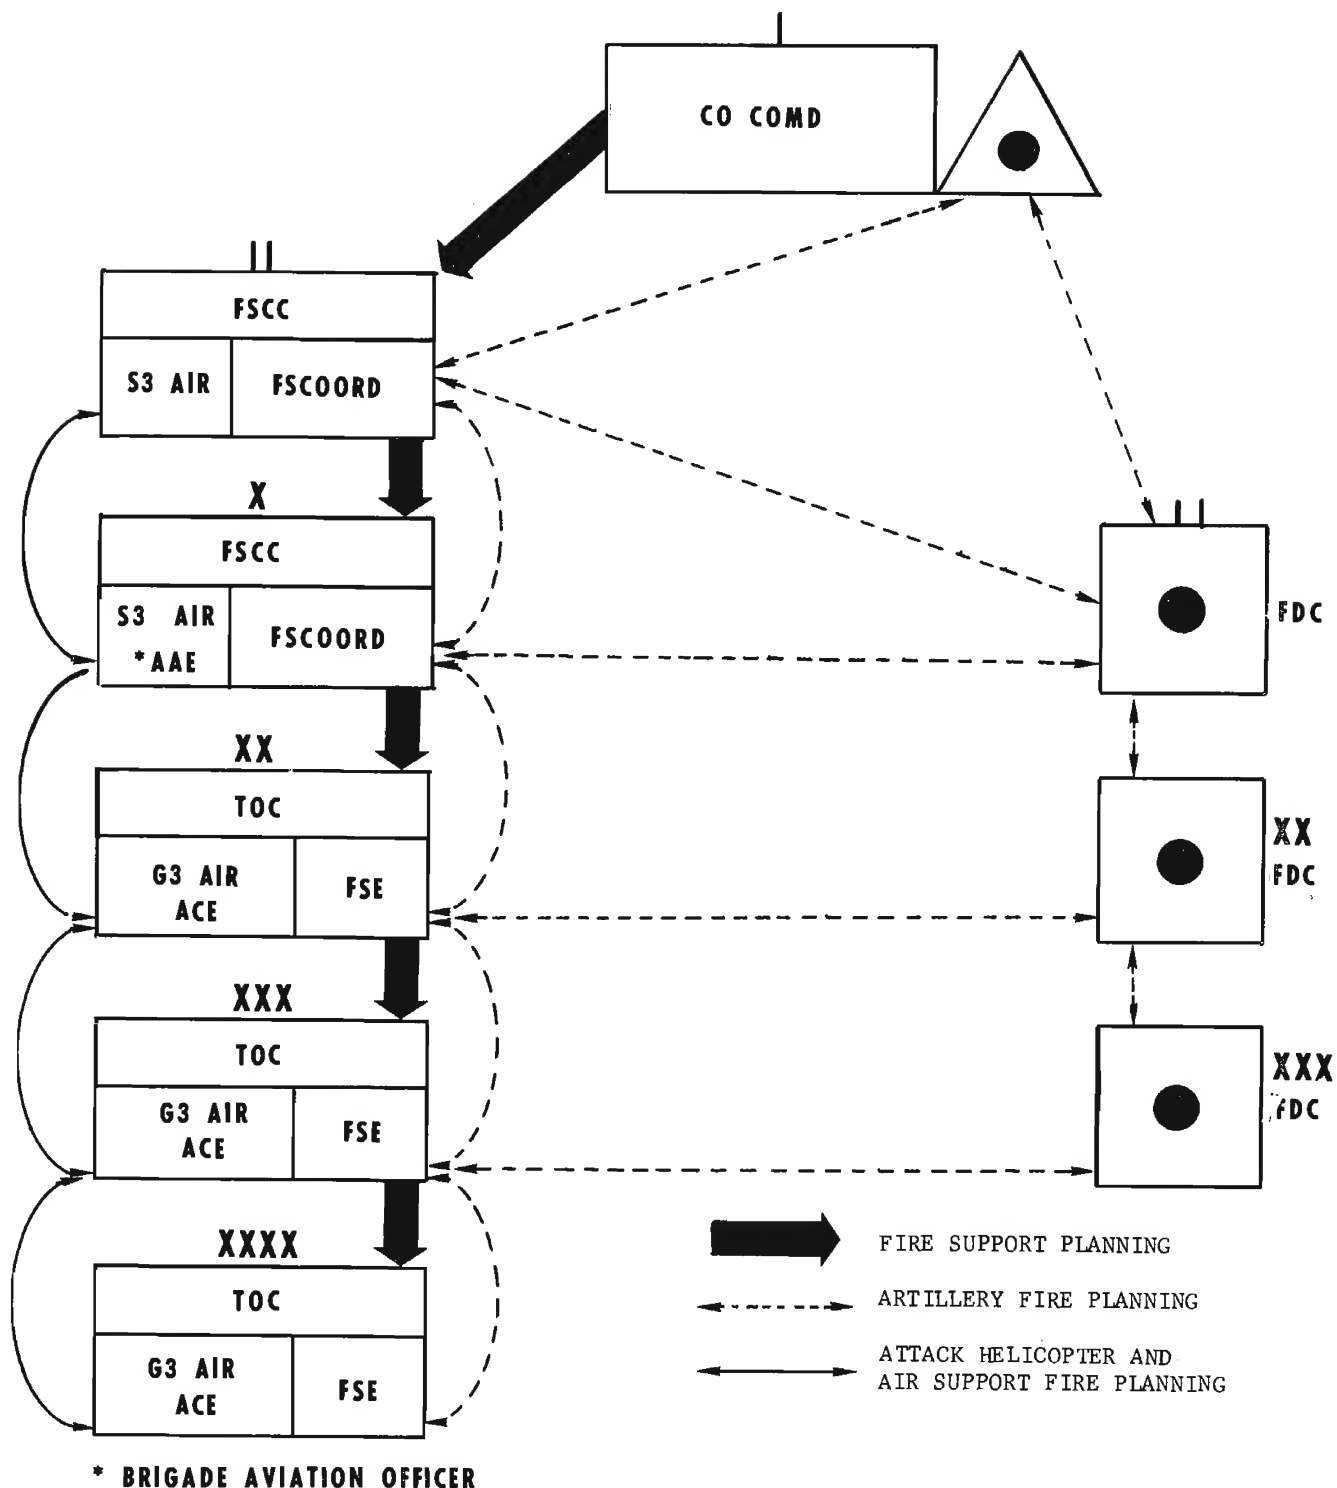 CO COMD
FSCC
S3 AIR
FSCOORD
X
FSCC
S3 AIR
*AAE
FSCOORD
FDC
XX
TOC
G3 AIR
ACE
FSE
XX
FDC
XXX
TOC
G3 AIR
ACE
FSE
XXX
FDC
XXXX
TOC
G3 AIR
ACE
FSE
FIRE SUPPORT PLANNING
ARTILLERY FIRE PLANNING
ATTACK HELICOPTER AND
AIR SUPPORT FIRE PLANNING
* BRIGADE AVIATION OFFICER